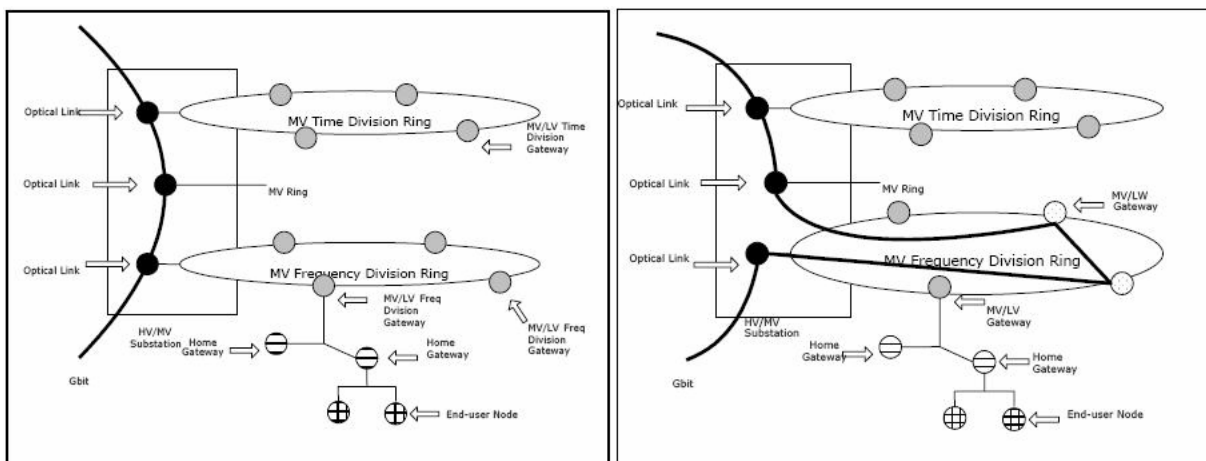 Optical Link
MV Time Division Ring
MV/LV Time
Division
Gateway
Optical Link
MV Ring
Optical Link
MV Frequency Division Ring
MV/LV Freq
Dvision
Gateway
MV/LV Freq
Division
Gateway
HV/MV
Substation
Home
Gateway
Home
Gateway
Gbit
End-user Node
Optical Link
MV Time Division Ring
Optical Link
MV Ring
MV/LW
Gateway
Optical Link
MV Frequency Division Ring
MV/LV
Gateway
HV/MV
Substation
Home
Gateway
Home
Gateway
Gbit
End-user Node